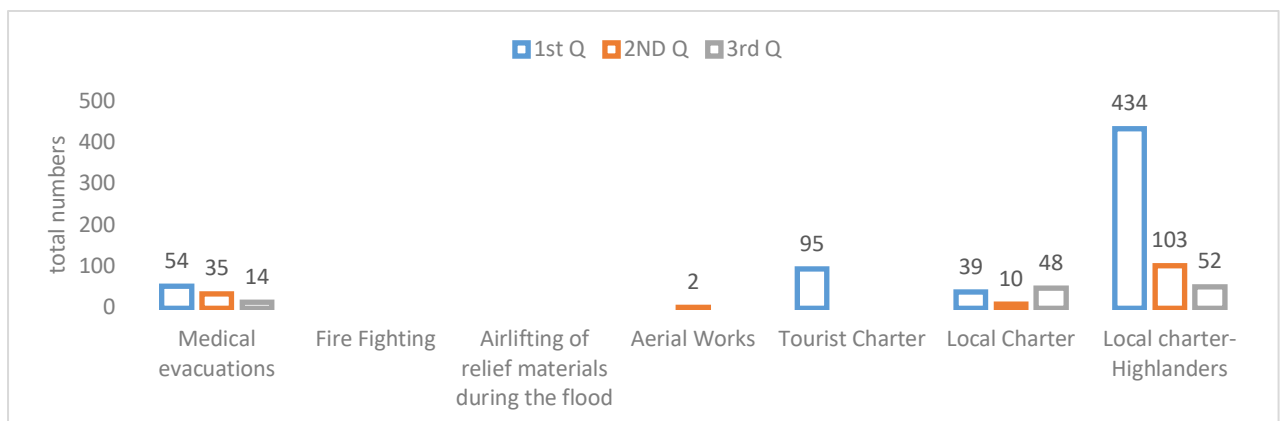 1st Q 2ND Q 3rd Q
total numbers
500
400
300
200
100
0
54 35 14
2
95
39 10 48
434 103 52
Medical
evacuations
Fire Fighting
Airlifting of
relief materials
during the flood
Aerial Works
Tourist Charter
Local Charter
Local charter-
Highlanders